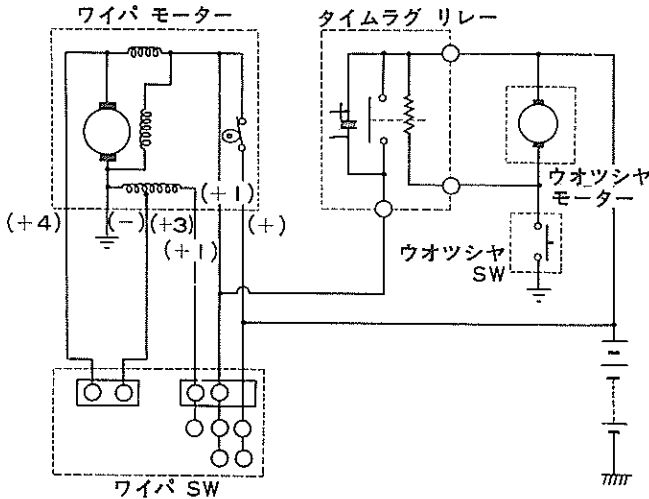 ワイパ モーター
タイムラグ リレー
(+1)
ウオツシヤ
モーター
(+4)
(-)
(+3)
(+1)
(+)
ウオツシヤ
SW
ワイパ SW